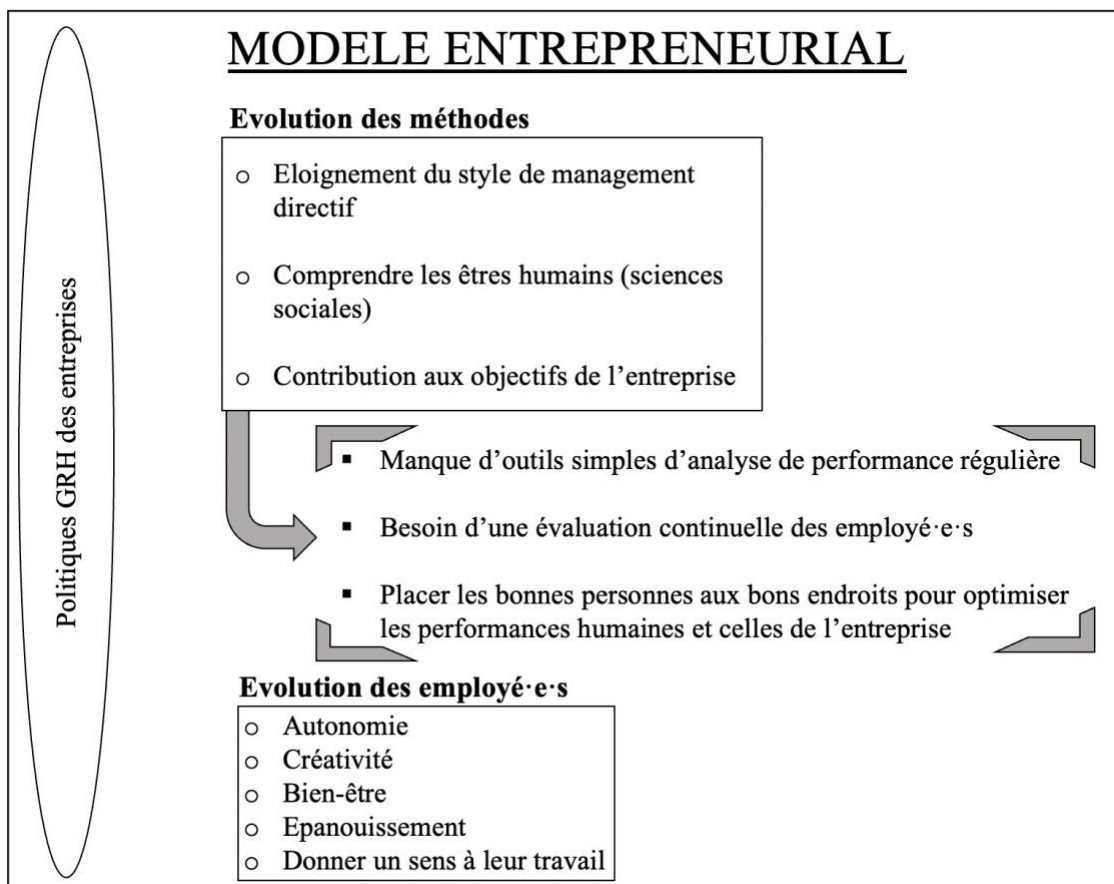 MODELE ENTREPRENEURIAL
Politiques GRH des entreprises
Evolution des méthodes
o Eloignement du style de management
directif
o Comprendre les êtres humains (sciences
sociales)
o Contribution aux objectifs de l’entreprise
▪ Manque d’outils simples d’analyse de performance régulière
▪ Besoin d’une évaluation continuelle des employé·e·s
▪ Placer les bonnes personnes aux bons endroits pour optimiser
les performances humaines et celles de l’entreprise
Evolution des employé·e·s
o Autonomie
o Créativité
o Bien-être
o Epanouissement
o Donner un sens à leur travail